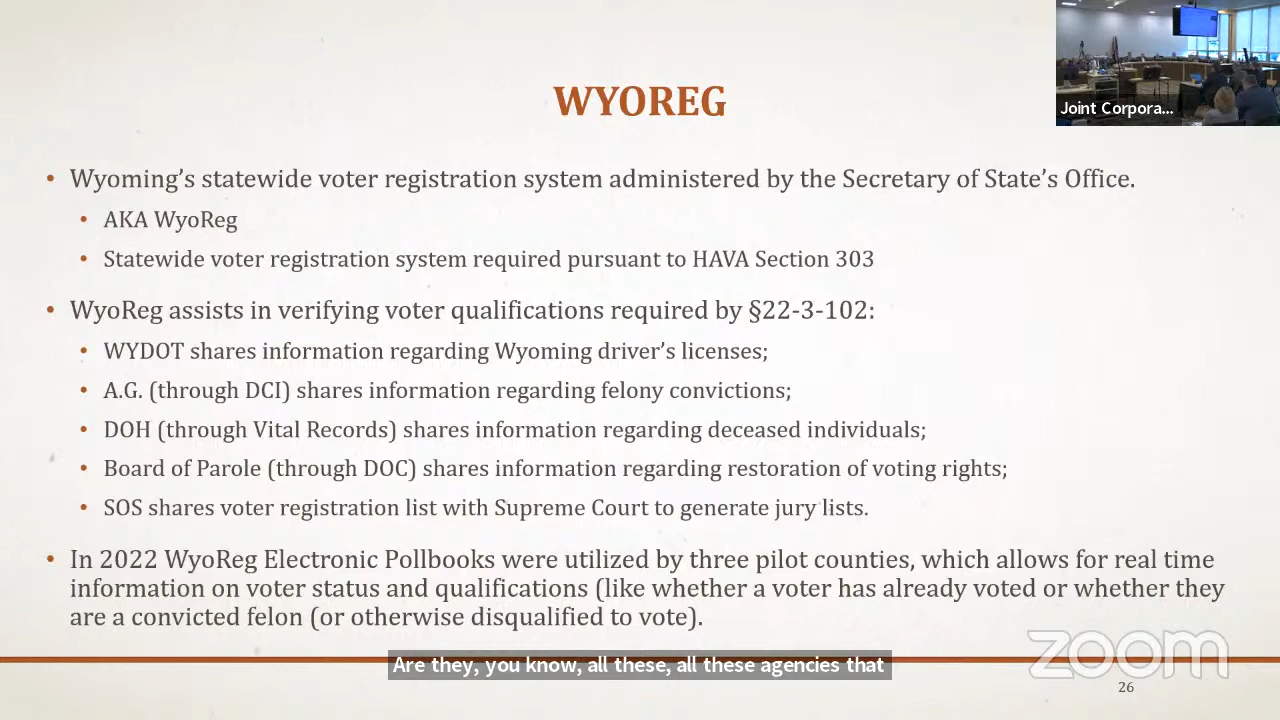 WYOREG
Joint Corpora...
• Wyoming’s statewide voter registration system administered by the Secretary of State’s Office.
• AKA WyoReg
• Statewide voter registration system required pursuant to HAVA Section 303
• WyoReg assists in verifying voter qualifications required by §22-3-102:
• WYDOT shares information regarding Wyoming driver’s licenses;
• A.G. (through DCI) shares information regarding felony convictions;
• DOH (through Vital Records) shares information regarding deceased individuals;
• Board of Parole (through DOC) shares information regarding restoration of voting rights;
• SOS shares voter registration list with Supreme Court to generate jury lists.
• In 2022 WyoReg Electronic Pollbooks were utilized by three pilot counties, which allows for real time
information on voter status and qualifications (like whether a voter has already voted or whether they
are a convicted felon (or otherwise disqualified to vote).
zoom
Are they, you know, all these, all these agencies that
26